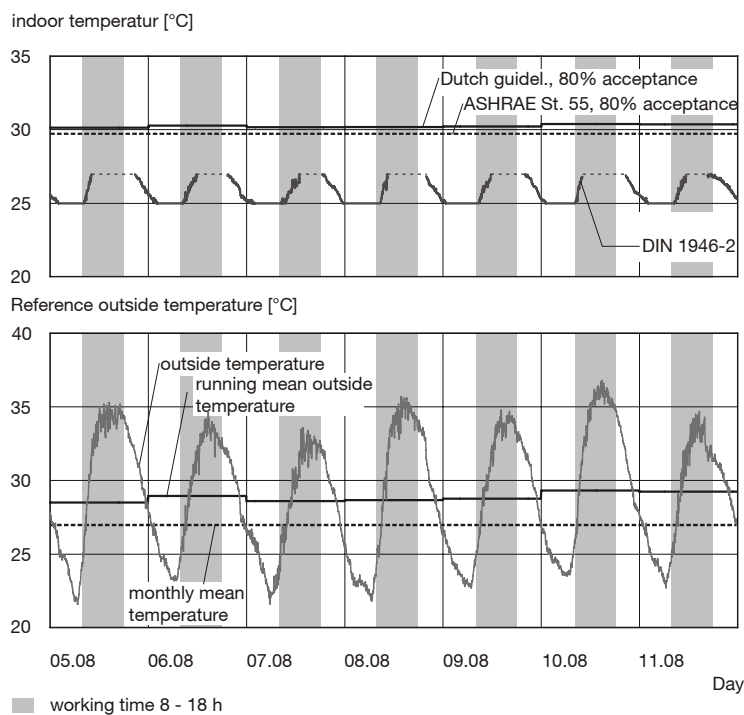 indoor temperatur [°C]
35
Dutch guidel., 80% acceptance
ASHRAE St. 55, 80% acceptance
30
25
DIN 1946-2
20
Reference outside temperature [°C]
40
outside temperature
running mean outside
temperature
35
30
25
monthly mean
temperature
20
05.08 06.08 07.08 08.08 09.08 10.08 11.08
Day
working time 8 - 18 h